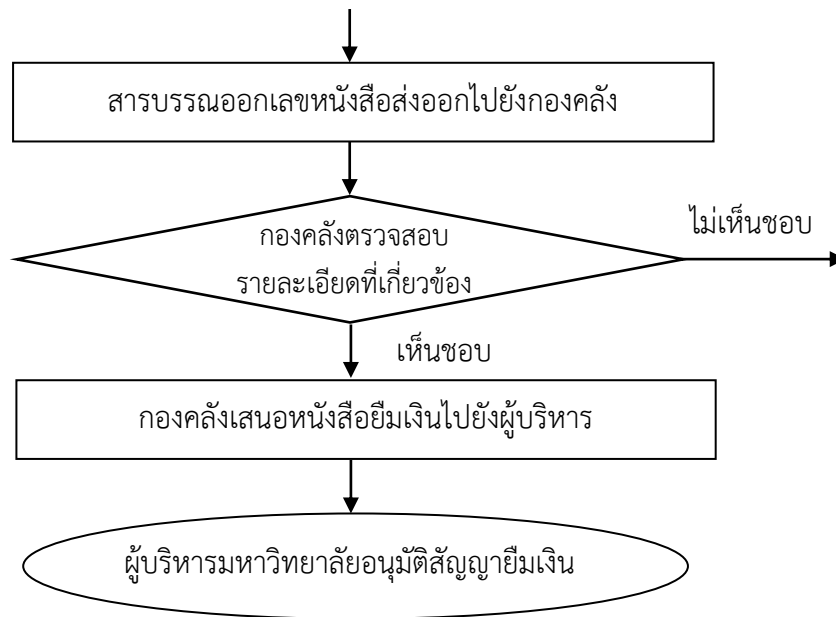 สารบรรณออกเลขหนังสือส่งออกไปยังกองคลัง
ไม่เห็นชอบ
กองคลังตรวจสอบ
รายละเอียดที่เกี่ยวข้อง
เห็นชอบ
กองคลังเสนอหนังสือยืมเงินไปยังผู้บริหาร
ผู้บริหารมหาวิทยาลัยอนุมัติสัญญายืมเงิน